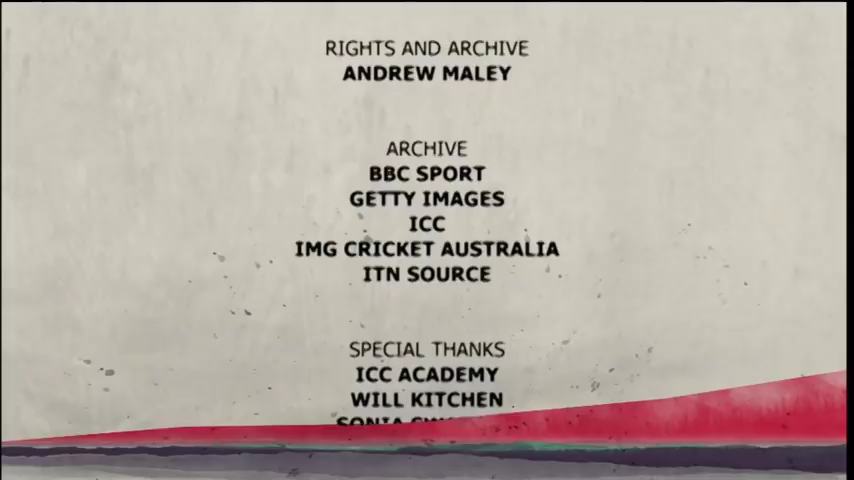 RIGHTS AND ARCHIVE
ANDREW MALEY
ARCHIVE
BBC SPORT
GETTY IMAGES
ICC
IMG CRICKET AUSTRALIA
ITN SOURCE
SPECIAL THANKS
ICC ACADEMY
WILL KITCHEN
SONIA